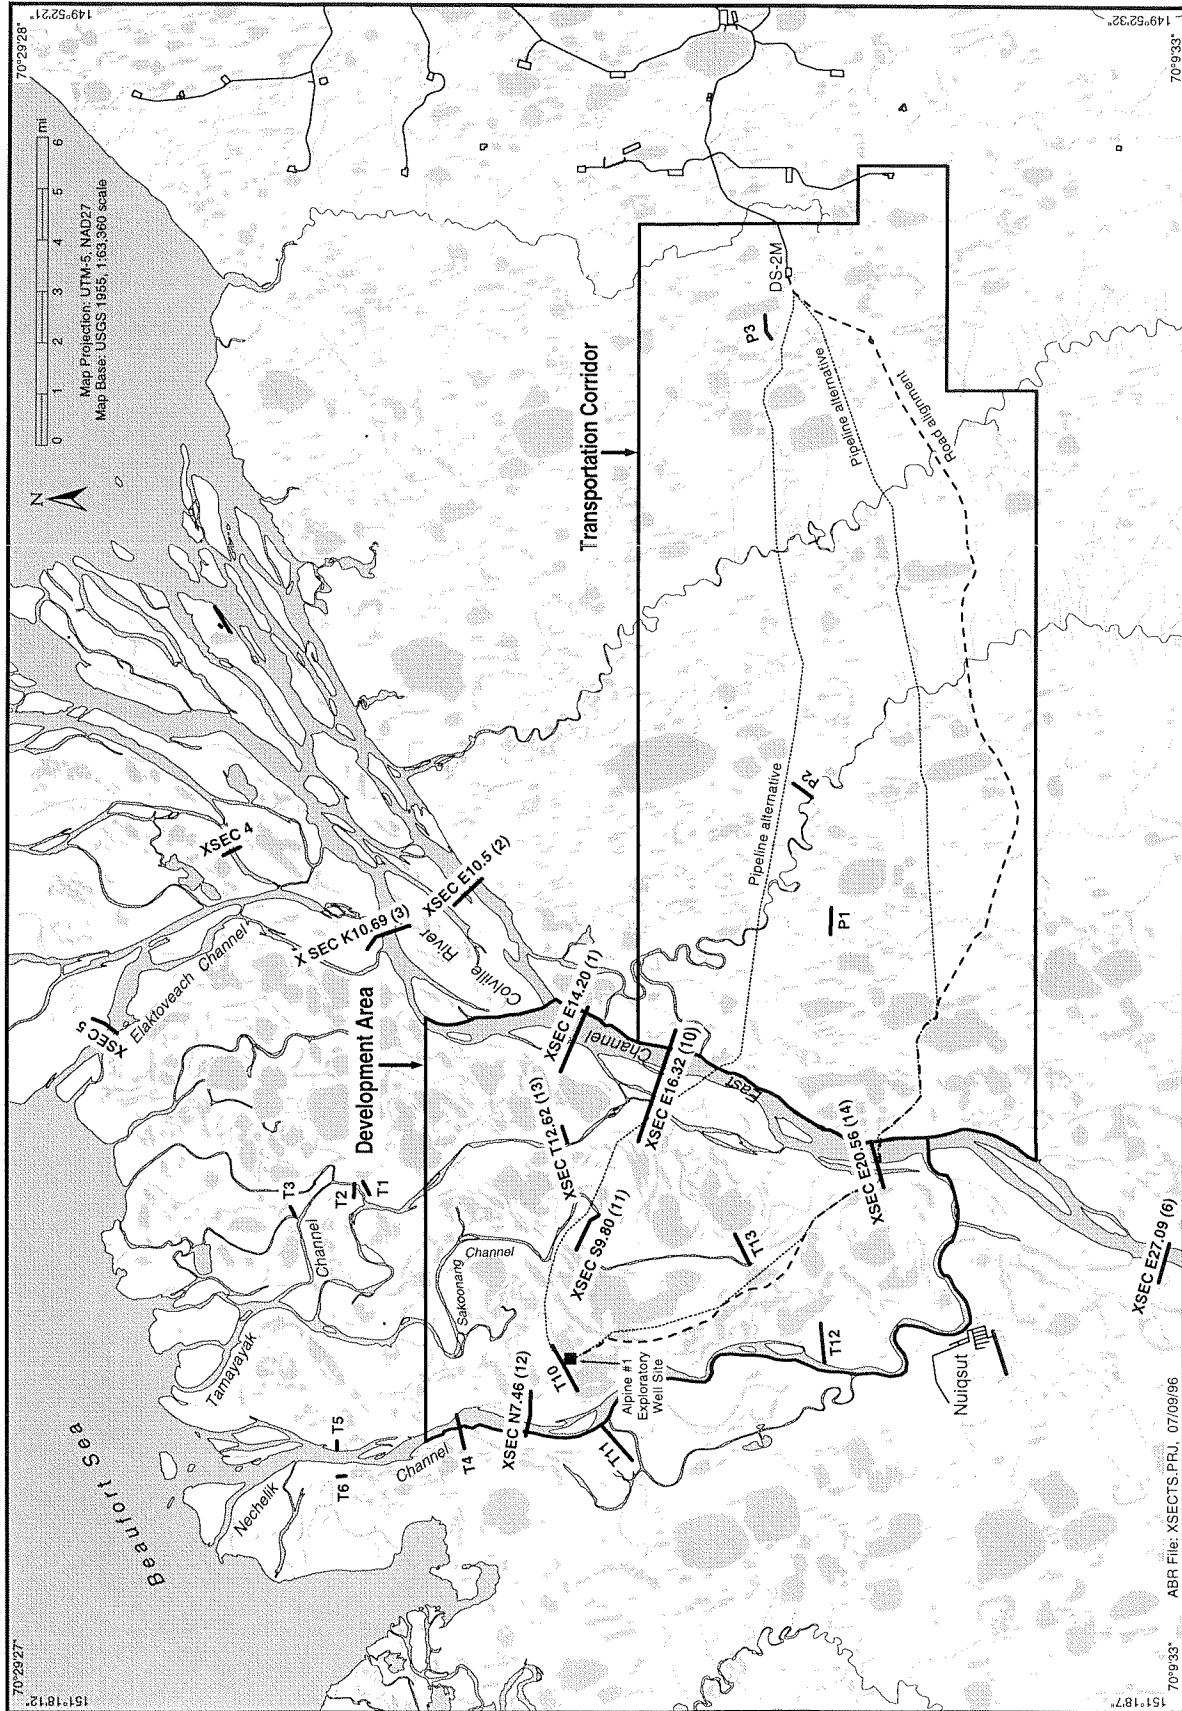 70°29'27"
151°18'12"
70°29'28"
149°52'21"
0 1 2 3 4 5 6 mi
Map Projection: UTM-5, NAD27
Map Base: USGS 1955, 1:63,360 scale
N
Beaufort Sea
Nechelik
Channel
Tamayayak
Channel
Elaktoveach Channel
XSEC 5
XSEC 4
X SEC K10.69 (3)
XSEC E10.5 (2)
Colville River
T6
T5
T3
T2
T1
Development Area
T4
XSEC N7.46 (12)
Sakoonang Channel
XSEC T12.62 (13)
XSEC E14.20 (1)
T11
T10
Alpine #1
Exploratory
Well Site
XSEC S9.80 (11)
XSEC E16.32 (10)
East Channel
Transportation Corridor
T12
T13
XSEC E20.56 (14)
Pipeline alternative
P1
P2
P3
DS-2M
Pipeline alternative
Road alignment
Nuiqsut
XSEC E27.09 (6)
151°18'7"
70°9'33"
ABR File: XSECTS.PRJ, 07/09/96
149°52'32"
70°9'33"